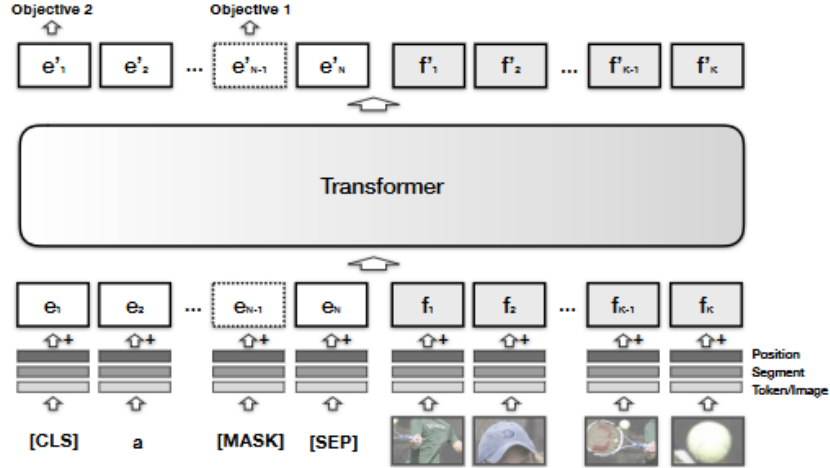 Objective 2 Objective 1
e'₁ e'₂ ... e'N-1 e'N f'₁ f'₂ ... f'K-1 f'K
Transformer
e₁ e₂ ... eN-1 eN f₁ f₂ ... fK-1 fK
+ + + + + + + +
Position
Segment
Token/Image
[CLS] a [MASK] [SEP]